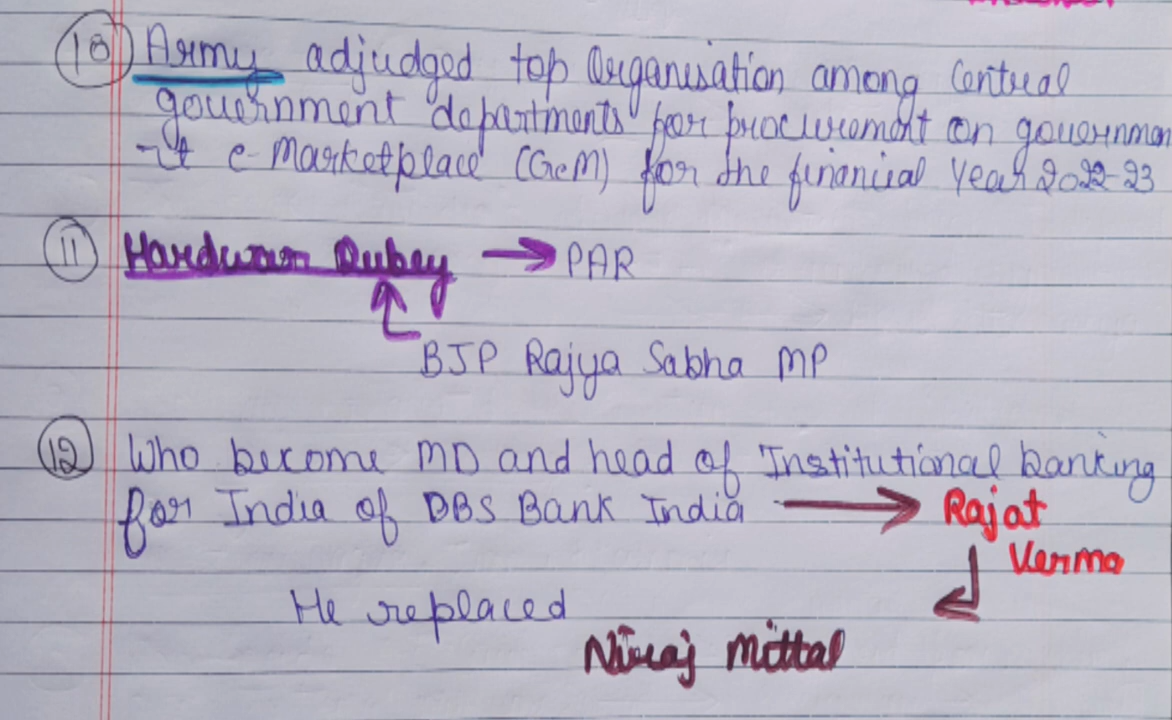 10 Army adjudged top Organisation among Central
government departments for procurement on governmen
-t e-Marketplace (GeM) for the financial Year 2022-23
11 Hardwar Dubey → PAR
BJP Rajya Sabha MP
12 Who become MD and head of Institutional banking
for India of DBS Bank India → Rajat
Verma
He replaced
Niraj Mittal